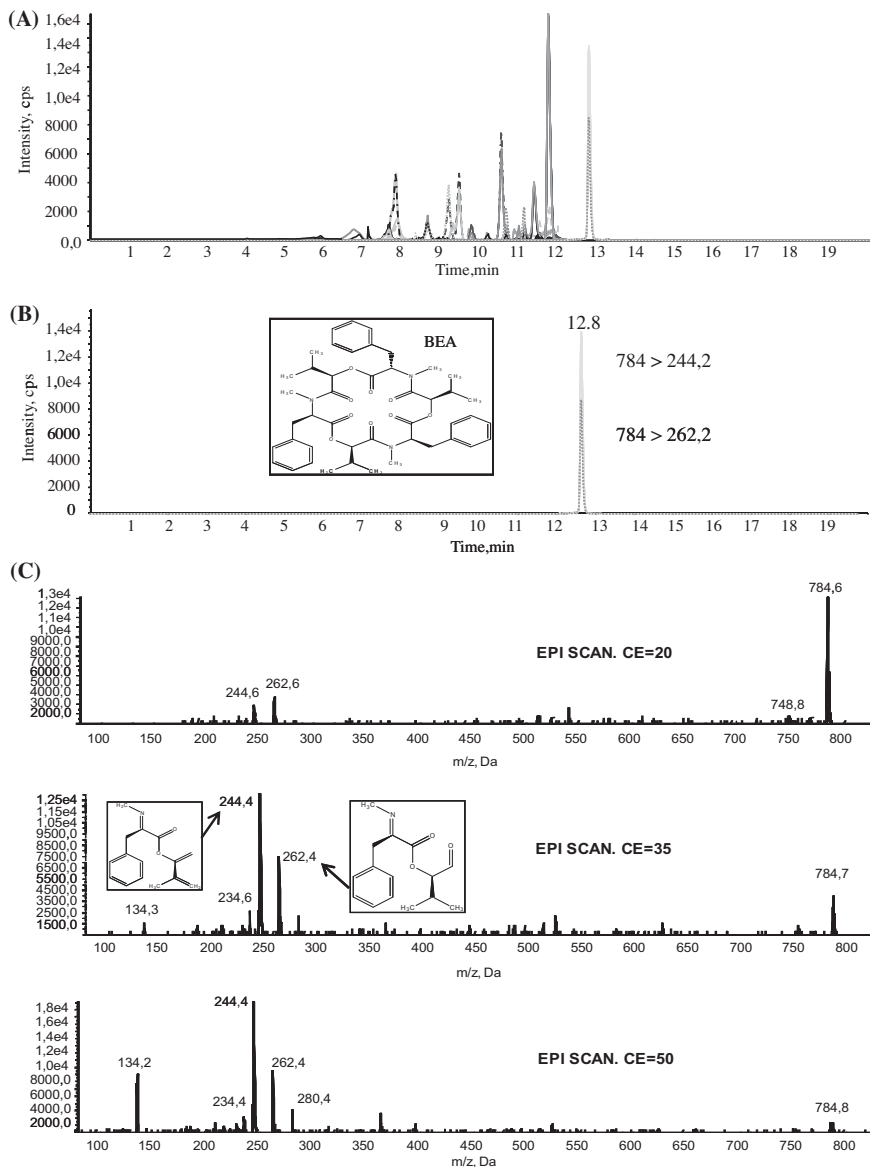 (A)
Intensity, cps
1,6e4
1,4e4
1,2e4
1,0e4
8000
6000
4000
2000
0,0
1 2 3 4 5 6 7 8 9 10 11 12 13 14 15 16 17 18 19
Time,min
(B)
Intensity, cps
1,4e4
1,2e4
1,0e4
8000
6000
4000
2000
0
BEA
12.8
784 > 244,2
784 > 262,2
1 2 3 4 5 6 7 8 9 10 11 12 13 14 15 16 17 18 19
Time,min
(C)
1,3e4
1,2e4
1,1e4
1,0e4
9000,0
8000,0
7000,0
6000,0
5000,0
4000,0
3000,0
2000,0
244,6
262,6
EPI SCAN. CE=20
748,8
784,6
100 150 200 250 300 350 400 450 500 550 600 650 700 750 800
m/z, Da
1,25e4
1,15e4
1,05e4
9500,0
8500,0
7500,0
6500,0
5500,0
4500,0
3500,0
2500,0
1500,0
H₃C
N
O
O
H₃C
CH₂
244,4
262,4
H₃C
N
O
O
O
H₃C
CH₃
134,3
234,6
EPI SCAN. CE=35
784,7
100 150 200 250 300 350 400 450 500 550 600 650 700 750 800
m/z, Da
1,8e4
1,6e4
1,4e4
1,2e4
1,0e4
8000,0
6000,0
4000,0
2000,0
134,2
234,4
244,4
262,4
280,4
EPI SCAN. CE=50
784,8
100 150 200 250 300 350 400 450 500 550 600 650 700 750 800
m/z, Da